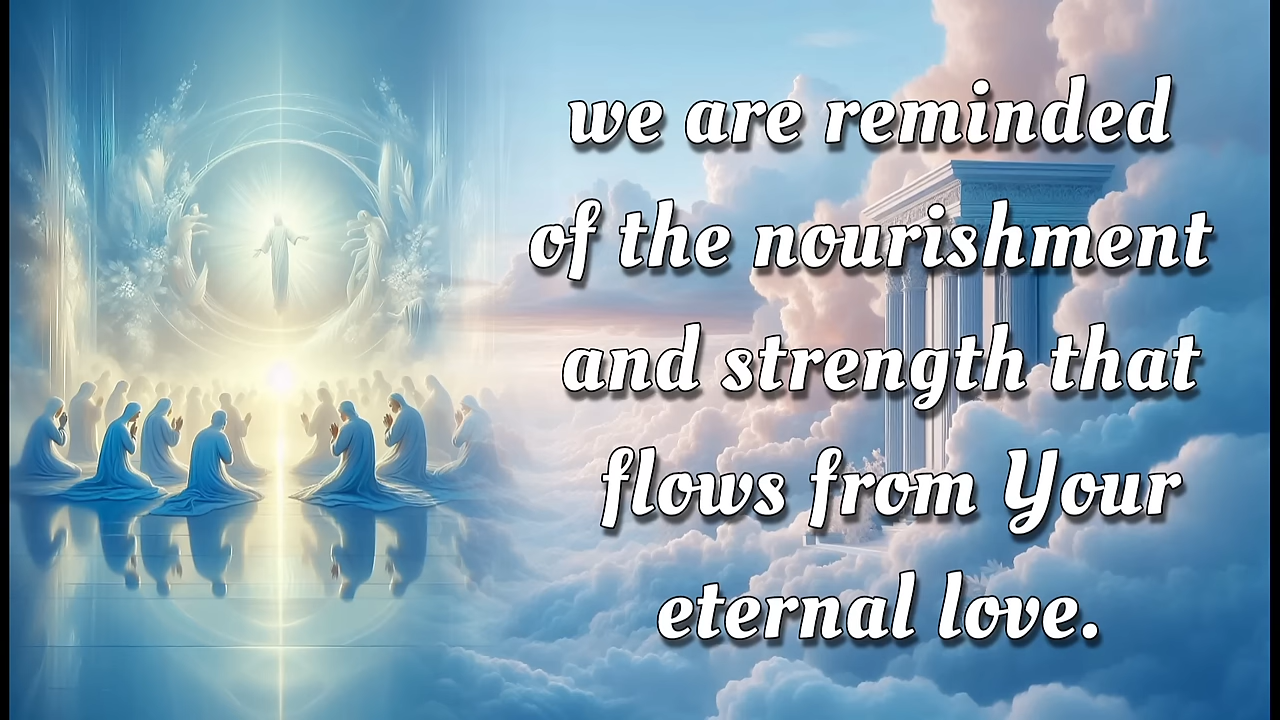 we are reminded
of the nourishment
and strength that
flows from Your
eternal love.